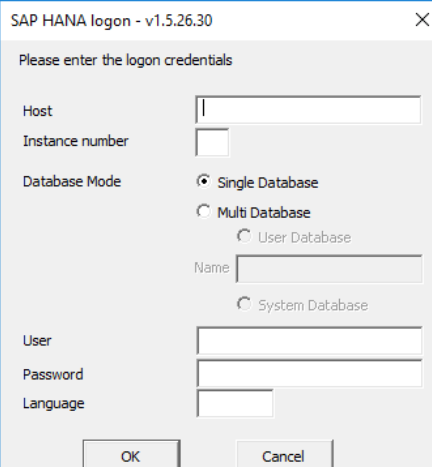 SAP HANA logon - v1.5.26.30
Please enter the logon credentials
Host
Instance number
Database Mode
Single Database
Multi Database
User Database
Name
System Database
User
Password
Language
OK
Cancel